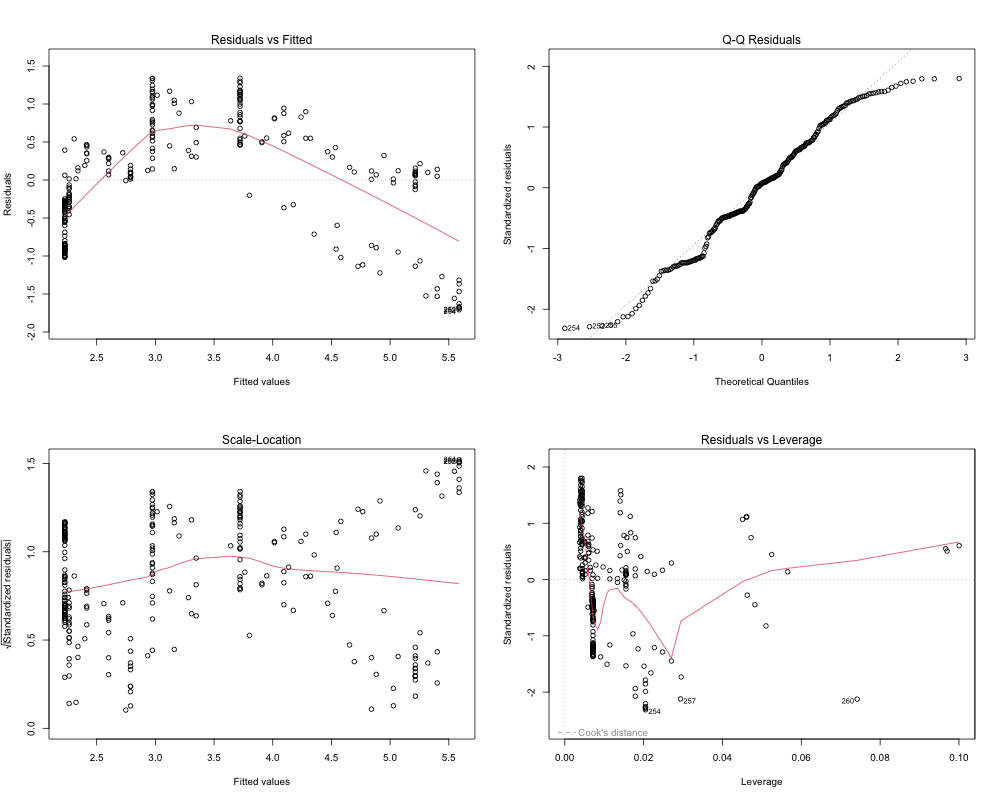 Residuals vs Fitted
Residuals
-2.0 -1.5 -1.0 -0.5 0.0 0.5 1.0 1.5
2.5 3.0 3.5 4.0 4.5 5.0 5.5
Fitted values
254
Q-Q Residuals
Standardized residuals
-2 -1 0 1 2
254
-3 -2 -1 0 1 2 3
Theoretical Quantiles
Scale-Location
√|Standardized residuals|
0.0 0.5 1.0 1.5
2.5 3.0 3.5 4.0 4.5 5.0 5.5
Fitted values
Residuals vs Leverage
Standardized residuals
-2 -1 0 1 2
254
257
260
Cook's distance
0.00 0.02 0.04 0.06 0.08 0.10
Leverage